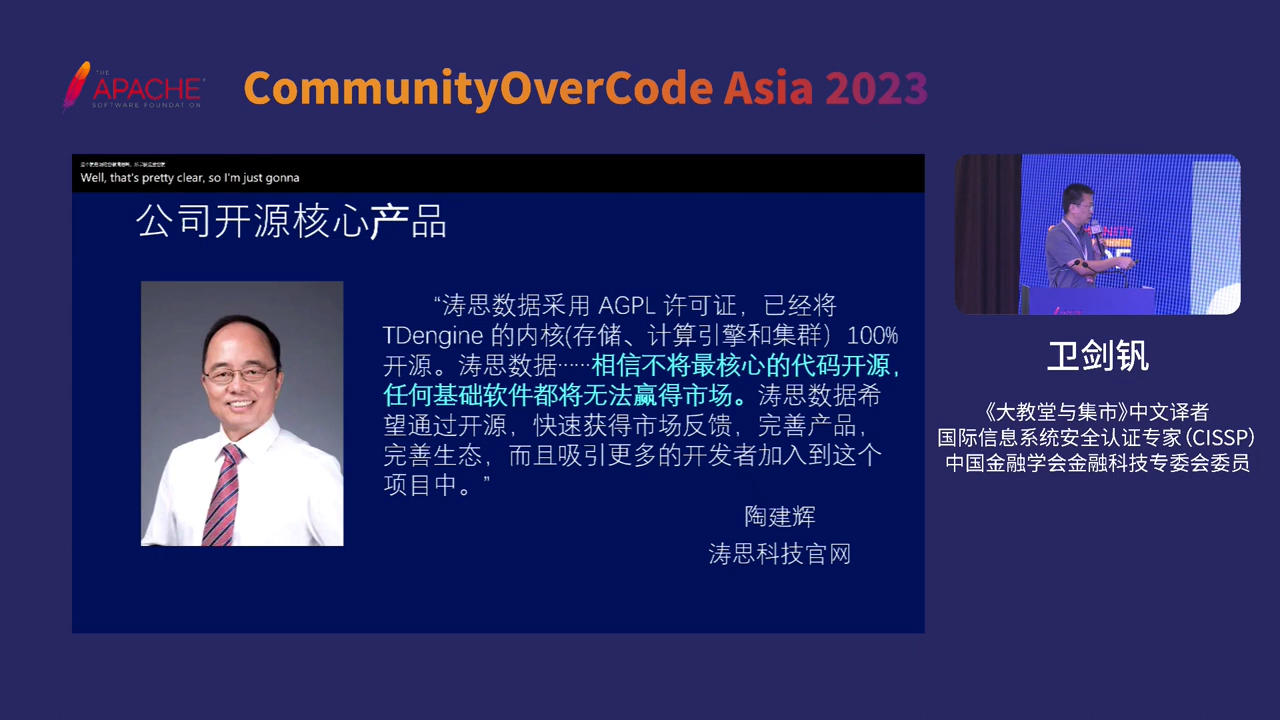 THE
APACHE
SOFTWARE FOUNDATION
CommunityOverCode Asia 2023
Well, that's pretty clear, so I'm just gonna
公司开源核心产品
“涛思数据采用 AGPL 许可证，已经将
TDengine 的内核(存储、计算引擎和集群）100%
开源。涛思数据……相信不将最核心的代码开源，
任何基础软件都将无法赢得市场。涛思数据希
望通过开源，快速获得市场反馈，完善产品，
完善生态，而且吸引更多的开发者加入到这个
项目中。”
陶建辉
涛思科技官网
卫剑钒
《大教堂与集市》中文译者
国际信息系统安全认证专家（CISSP）
中国金融学会金融科技专委会委员